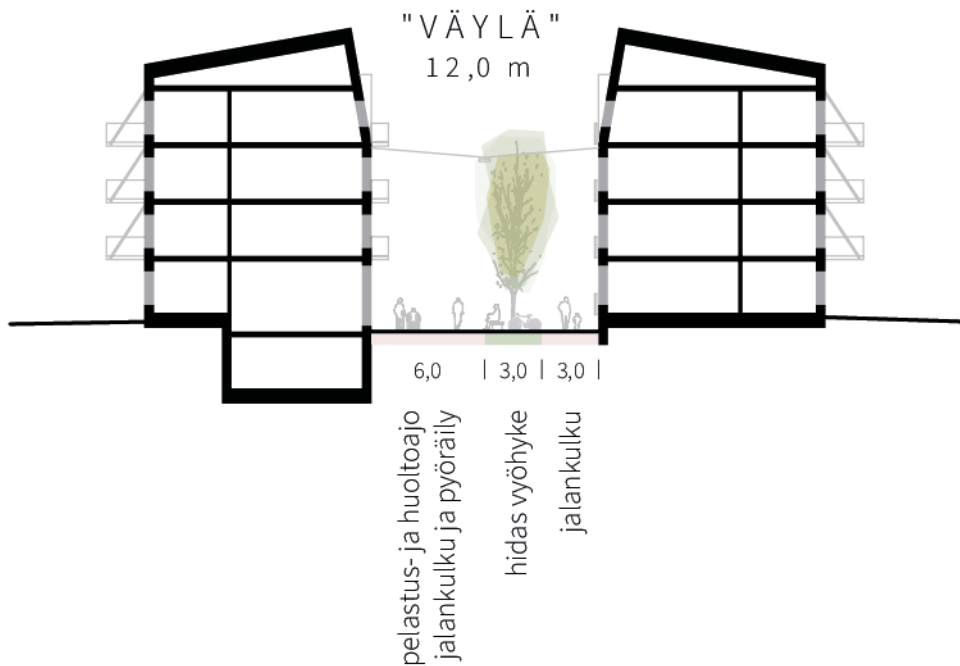 "VÄYLÄ"
12,0 m
6,0 | 3,0 | 3,0 |
pelastus- ja huoltoajo
jalankulku ja pyöräily
hidas vyöhyke
jalankulku